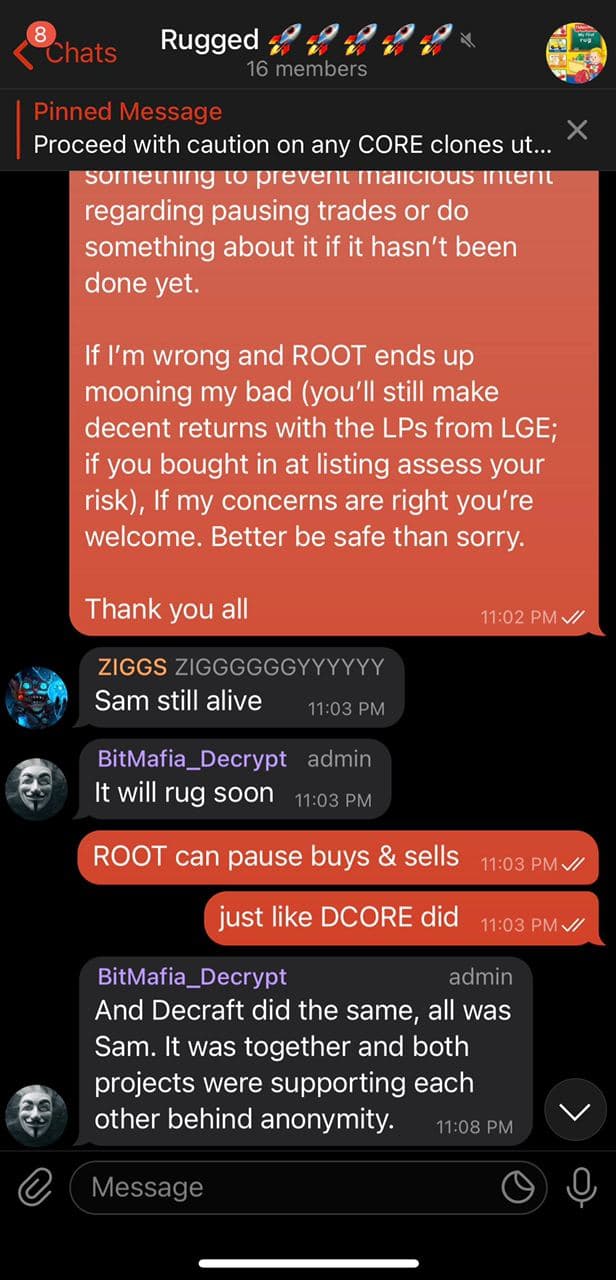 8
Chats
Rugged 🚀🚀🚀🚀🚀
16 members
Pinned Message
Proceed with caution on any CORE clones ut...
something to prevent malicious intent
regarding pausing trades or do
something about it if it hasn't been
done yet.
If I'm wrong and ROOT ends up
mooning my bad (you'll still make
decent returns with the LPs from LGE;
if you bought in at listing assess your
risk), If my concerns are right you're
welcome. Better be safe than sorry.
Thank you all
11:02 PM
ZIGGS ZIGGGGGGYYYYYY
Sam still alive
11:03 PM
BitMafia_Decrypt admin
It will rug soon
11:03 PM
ROOT can pause buys & sells
11:03 PM
just like DCORE did
11:03 PM
BitMafia_Decrypt admin
And Decraft did the same, all was
Sam. It was together and both
projects were supporting each
other behind anonymity.
11:08 PM
Message